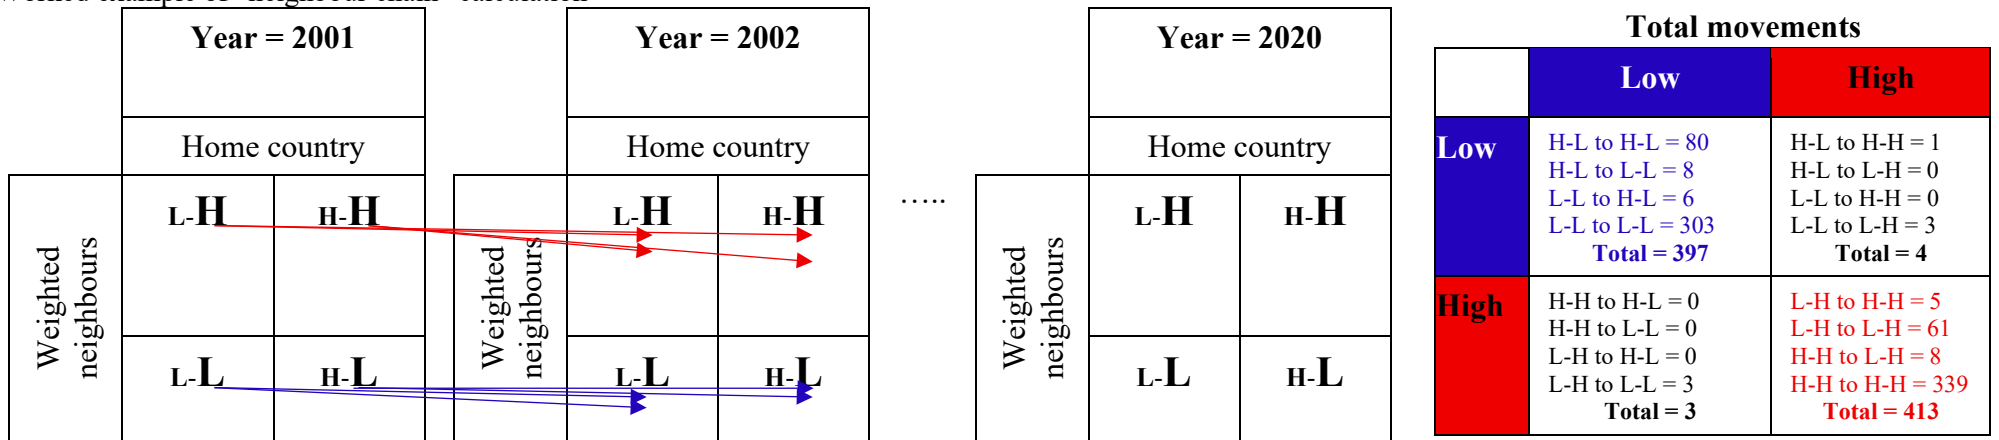 Year = 2001
Home country
Weighted neighbours
L-H
H-H
L-L
H-L
Year = 2002
Home country
Weighted neighbours
L-H
H-H
L-L
H-L
.....
Year = 2020
Home country
Weighted neighbours
L-H
H-H
L-L
H-L
Total movements
Low
High
Low
H-L to H-L = 80
H-L to L-L = 8
L-L to H-L = 6
L-L to L-L = 303
Total = 397
H-L to H-H = 1
H-L to L-H = 0
L-L to H-H = 0
L-L to L-H = 3
Total = 4
High
H-H to H-L = 0
H-H to L-L = 0
L-H to H-L = 0
L-H to L-L = 3
Total = 3
L-H to H-H = 5
L-H to L-H = 61
H-H to L-H = 8
H-H to H-H = 339
Total = 413